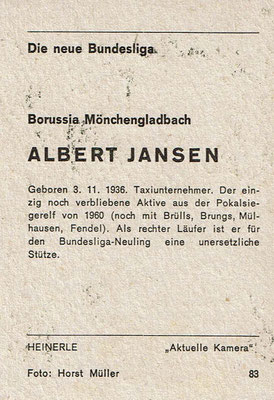 Die neue Bundesliga
Borussia Mönchengladbach
ALBERT JANSEN
Geboren 3. 11. 1936. Taxiunternehmer. Der ein-
zig noch verbliebene Aktive aus der Pokalsie-
gerelf von 1960 (noch mit Brülls, Brungs, Mül-
hausen, Fendel). Als rechter Läufer ist er für
den Bundesliga-Neuling eine unersetzliche
Stütze.
HEINERLE „Aktuelle Kamera"
Foto: Horst Müller 83